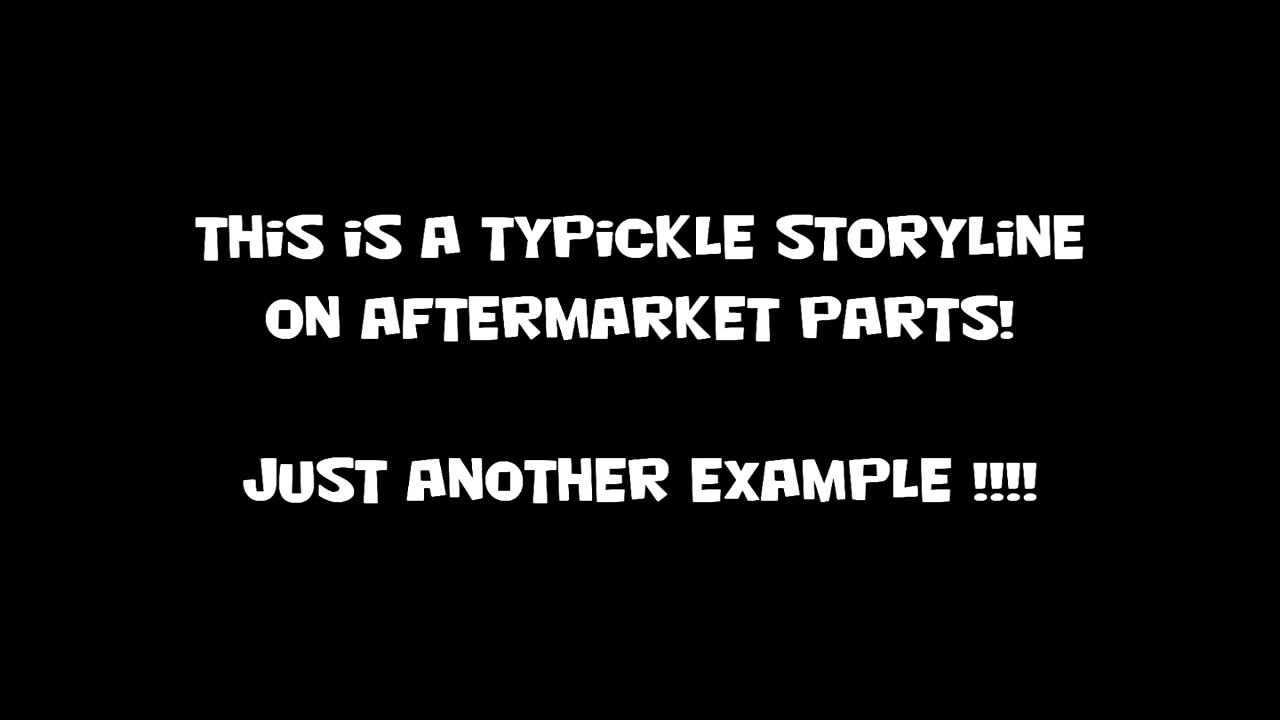 THiS iS A TYPiCKLE STORYLiNE
ON AFTERMARKET PARTS!
JUST ANOTHER EXAMPLE !!!!